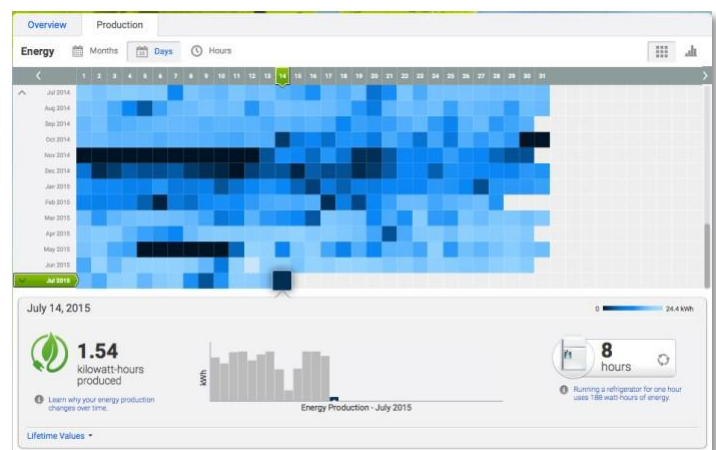 Overview Production
Energy Months Days Hours
1 2 3 4 5 6 7 8 9 10 11 12 13 14 15 16 17 18 19 20 21 22 23 24 25 26 27 28 29 30 31
Jul 2014
Aug 2014
Sep 2014
Oct 2014
Nov 2014
Dec 2014
Jan 2015
Feb 2015
Mar 2015
Apr 2015
May 2015
Jun 2015
Jul 2015
July 14, 2015
0 24.4 kWh
1.54
kilowatt-hours
produced
Learn why your energy production
changes over time.
kWh
Energy Production - July 2015
8
hours
Running a refrigerator for one hour
uses 188 watt-hours of energy.
Lifetime Values